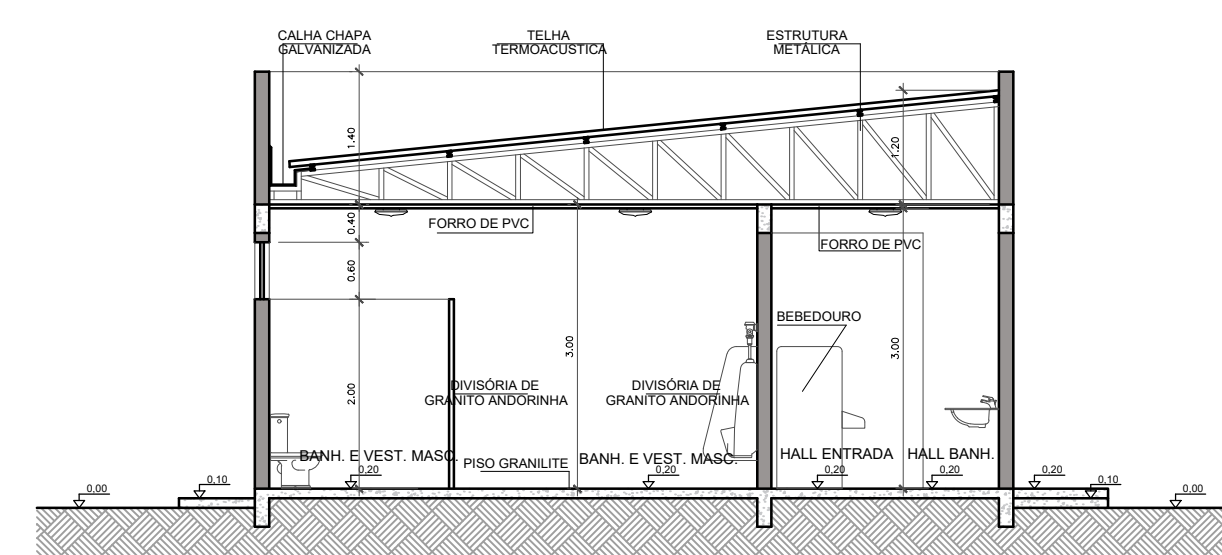 CALHA CHAPA
GALVANIZADA
TELHA
TERMOACUSTICA
ESTRUTURA
METÁLICA
1.40
1.20
0.40
FORRO DE PVC
FORRO DE PVC
0.60
BEBEDOURO
3.00
3.00
2.00
DIVISÓRIA DE
GRANITO ANDORINHA
DIVISÓRIA DE
GRANITO ANDORINHA
BANH. E VEST. MASC.
PISO GRANILITE
BANH. E VEST. MASC.
HALL ENTRADA
HALL BANH.
0,00
0,10
0,20
0,20
0,20
0,20
0,20
0,10
0,00